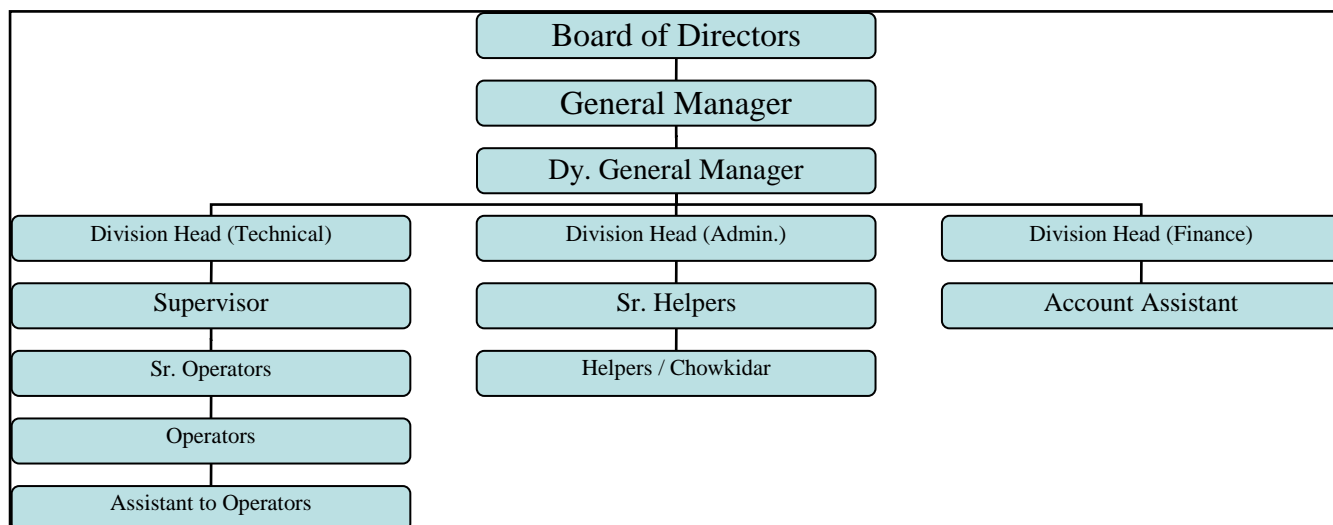 Board of Directors
General Manager
Dy. General Manager
Division Head (Technical)
Division Head (Admin.)
Division Head (Finance)
Supervisor
Sr. Helpers
Account Assistant
Sr. Operators
Helpers / Chowkidar
Operators
Assistant to Operators